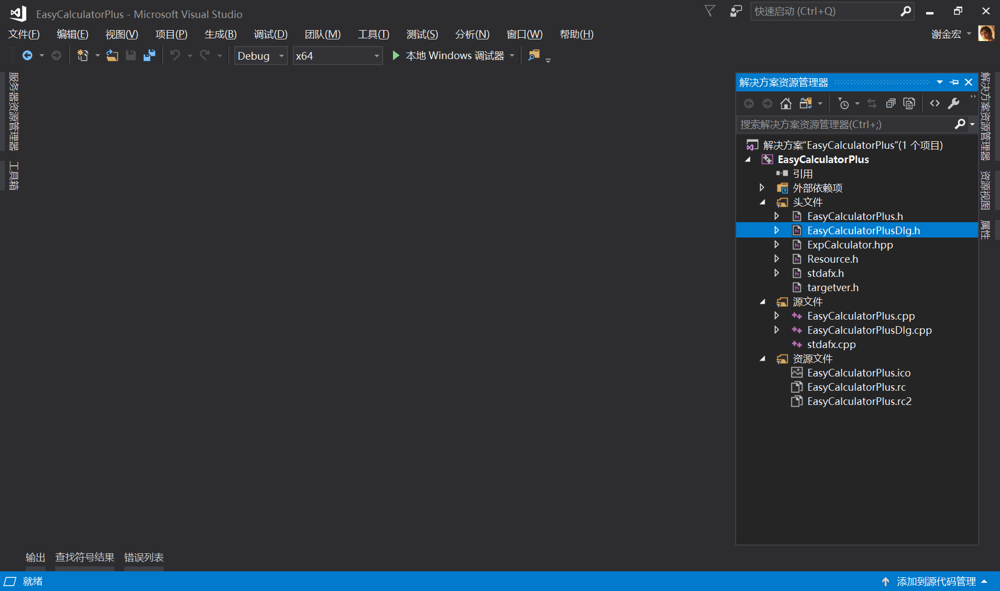 EasyCalculatorPlus - Microsoft Visual Studio
快速启动 (Ctrl+Q)
文件(F) 编辑(E) 视图(V) 项目(P) 生成(B) 调试(D) 团队(M) 工具(T) 测试(S) 分析(N) 窗口(W) 帮助(H)
谢金宏
Debug x64 本地 Windows 调试器
服务器资源管理器
工具箱
解决方案资源管理器
搜索解决方案资源管理器(Ctrl+;)
解决方案"EasyCalculatorPlus"(1 个项目)
EasyCalculatorPlus
引用
外部依赖项
头文件
EasyCalculatorPlus.h
EasyCalculatorPlusDlg.h
ExpCalculator.hpp
Resource.h
stdafx.h
targetver.h
源文件
EasyCalculatorPlus.cpp
EasyCalculatorPlusDlg.cpp
stdafx.cpp
资源文件
EasyCalculatorPlus.ico
EasyCalculatorPlus.rc
EasyCalculatorPlus.rc2
解决方案资源管理器
资源视图
属性
输出 查找符号结果 错误列表
就绪
添加到源代码管理